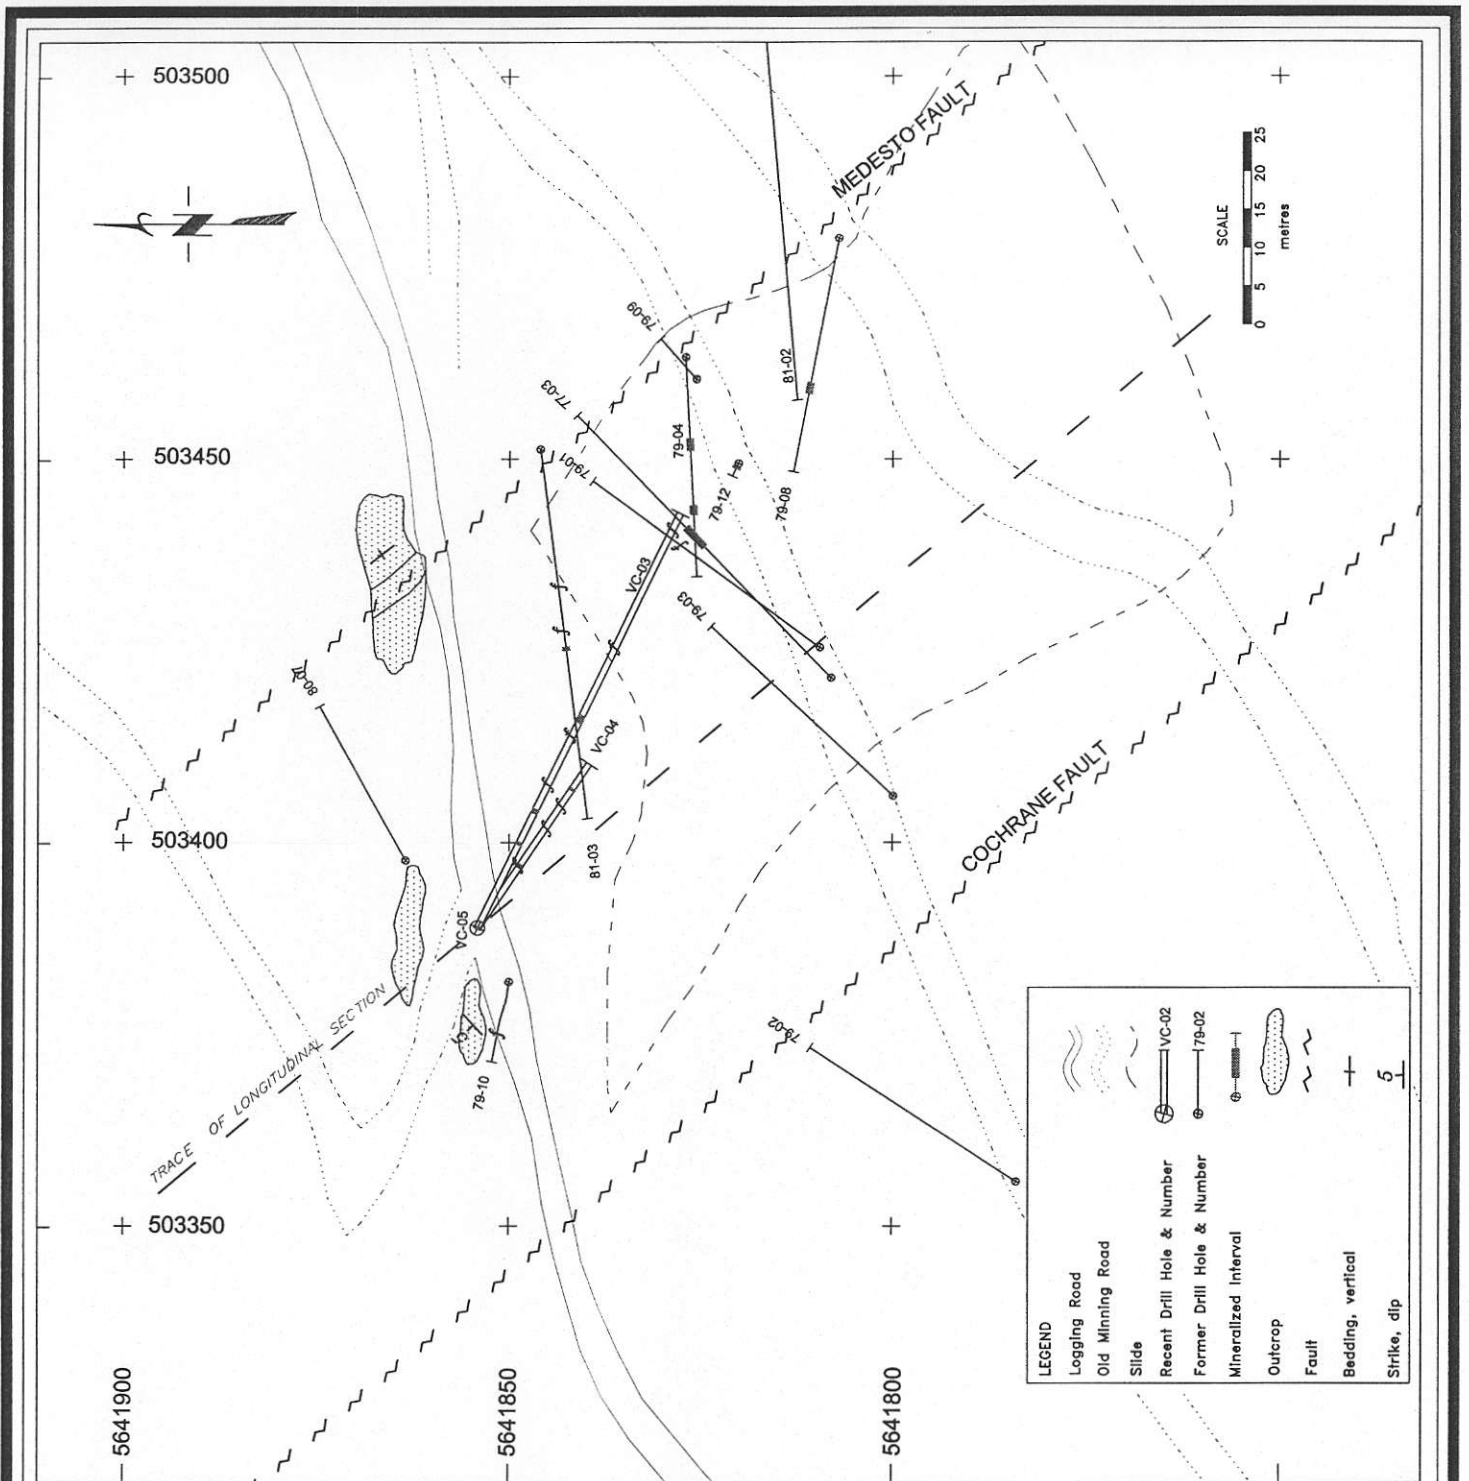 503500
MEDESTO FAULT
SCALE
0 5 10 15 20 25
metres
79-09
77-03
81-02
79-01
79-04
503450
79-12
79-08
VC-03
79-03
VC-04
503400
81-03
COCHRANE FAULT
VC-05
TRACE OF LONGITUDINAL SECTION
79-02
79-10
503350
5641900
5641850
5641800
LEGEND
Logging Road
Old Minning Road
Slide
Recent Drill Hole & Number VC-02
Former Drill Hole & Number 79-02
Mineralized Interval
Outcrop
Fault
Bedding, vertical
Strike, dip 5